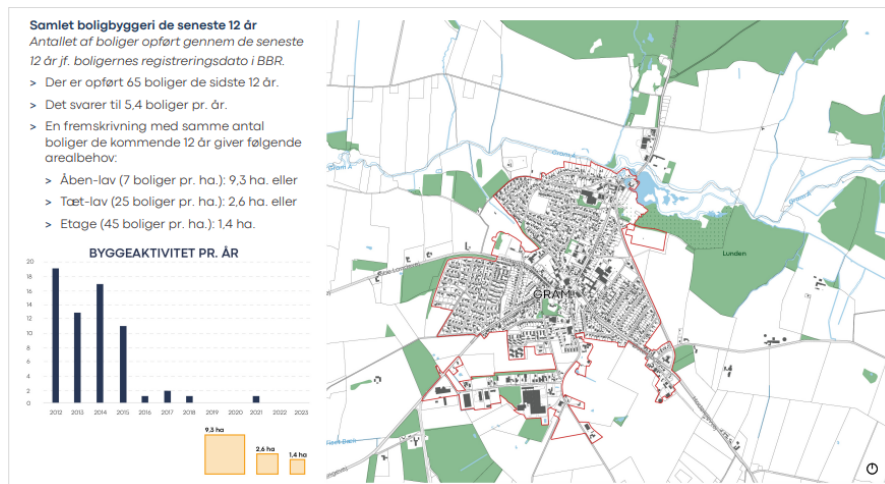 Samlet boligbyggeri de seneste 12 år
Antallet af boliger opført gennem de seneste
12 år jf. boligernes registreringsdato i BBR.
> Der er opført 65 boliger de sidste 12 år.
> Det svarer til 5,4 boliger pr. år.
> En fremskrivning med samme antal
boliger de kommende 12 år giver følgende
arealbehov:
> Åben-lav (7 boliger pr. ha.): 9,3 ha. eller
> Tæt-lav (25 boliger pr. ha.): 2,6 ha. eller
> Etage (45 boliger pr. ha.): 1,4 ha.
BYGGEAKTIVITET PR. ÅR
20
18
16
14
12
10
8
6
4
2
0
2012 2013 2014 2015 2016 2017 2018 2019 2020 2021 2022 2023
9,3 ha
2,6 ha
1,4 ha
Gram Å
Lunden
GRAM